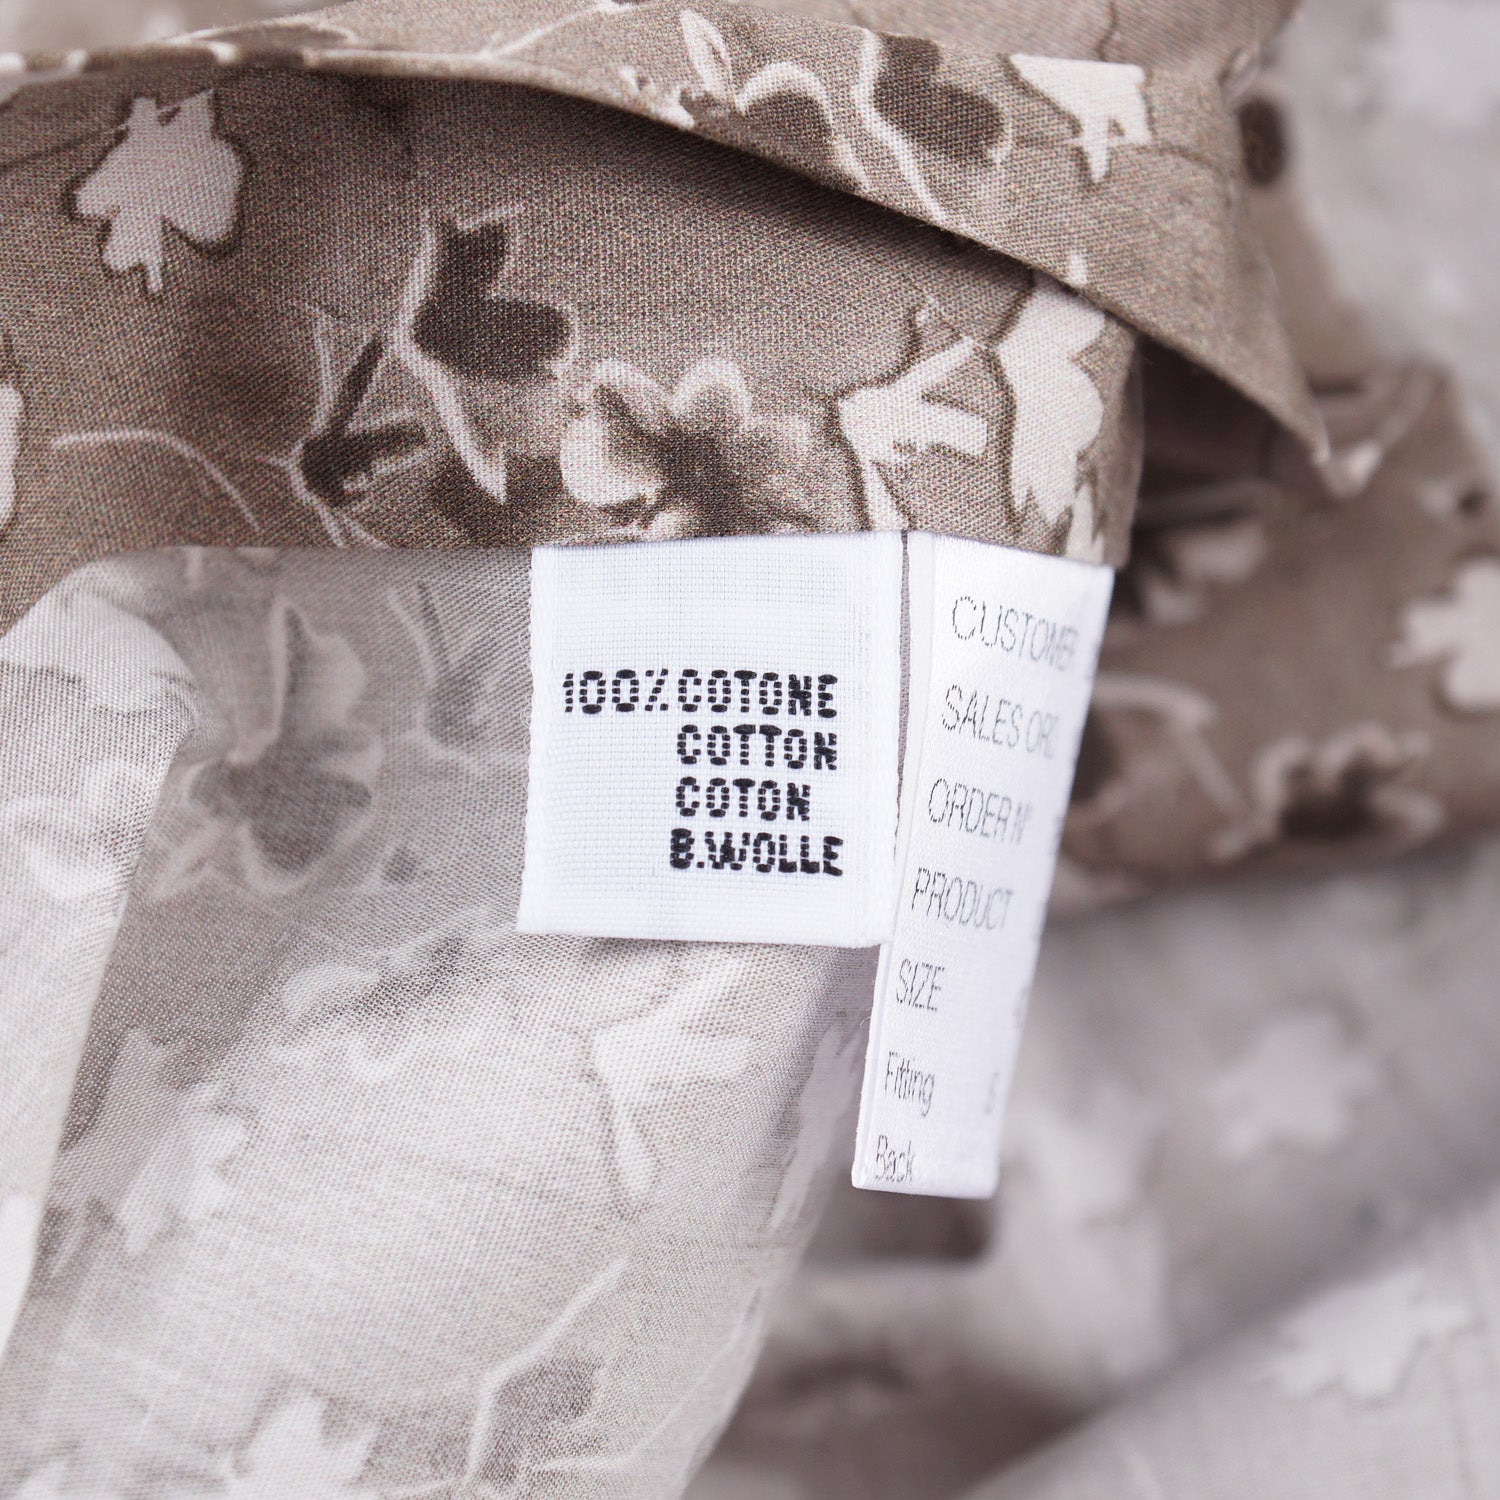 100% COTONE
COTTON
COTON
B.WOLLE
CUSTOMER
SALES ORD
ORDER N°
PRODUCT
SIZE
Fitting
Back